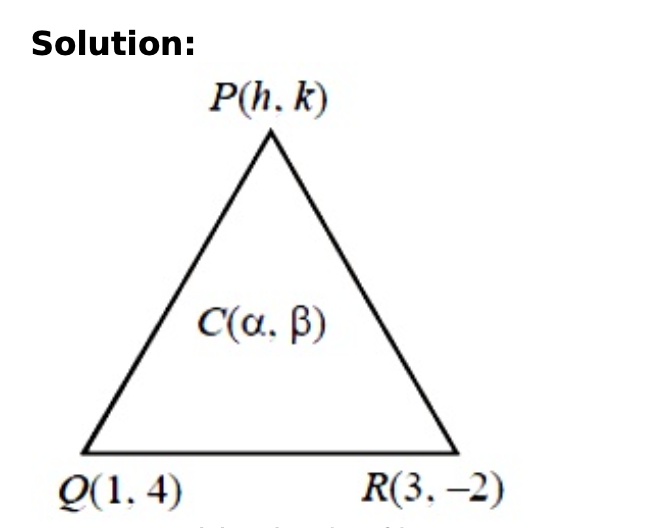 Solution:
P(h, k)
C(α, β)
Q(1, 4) R(3, –2)